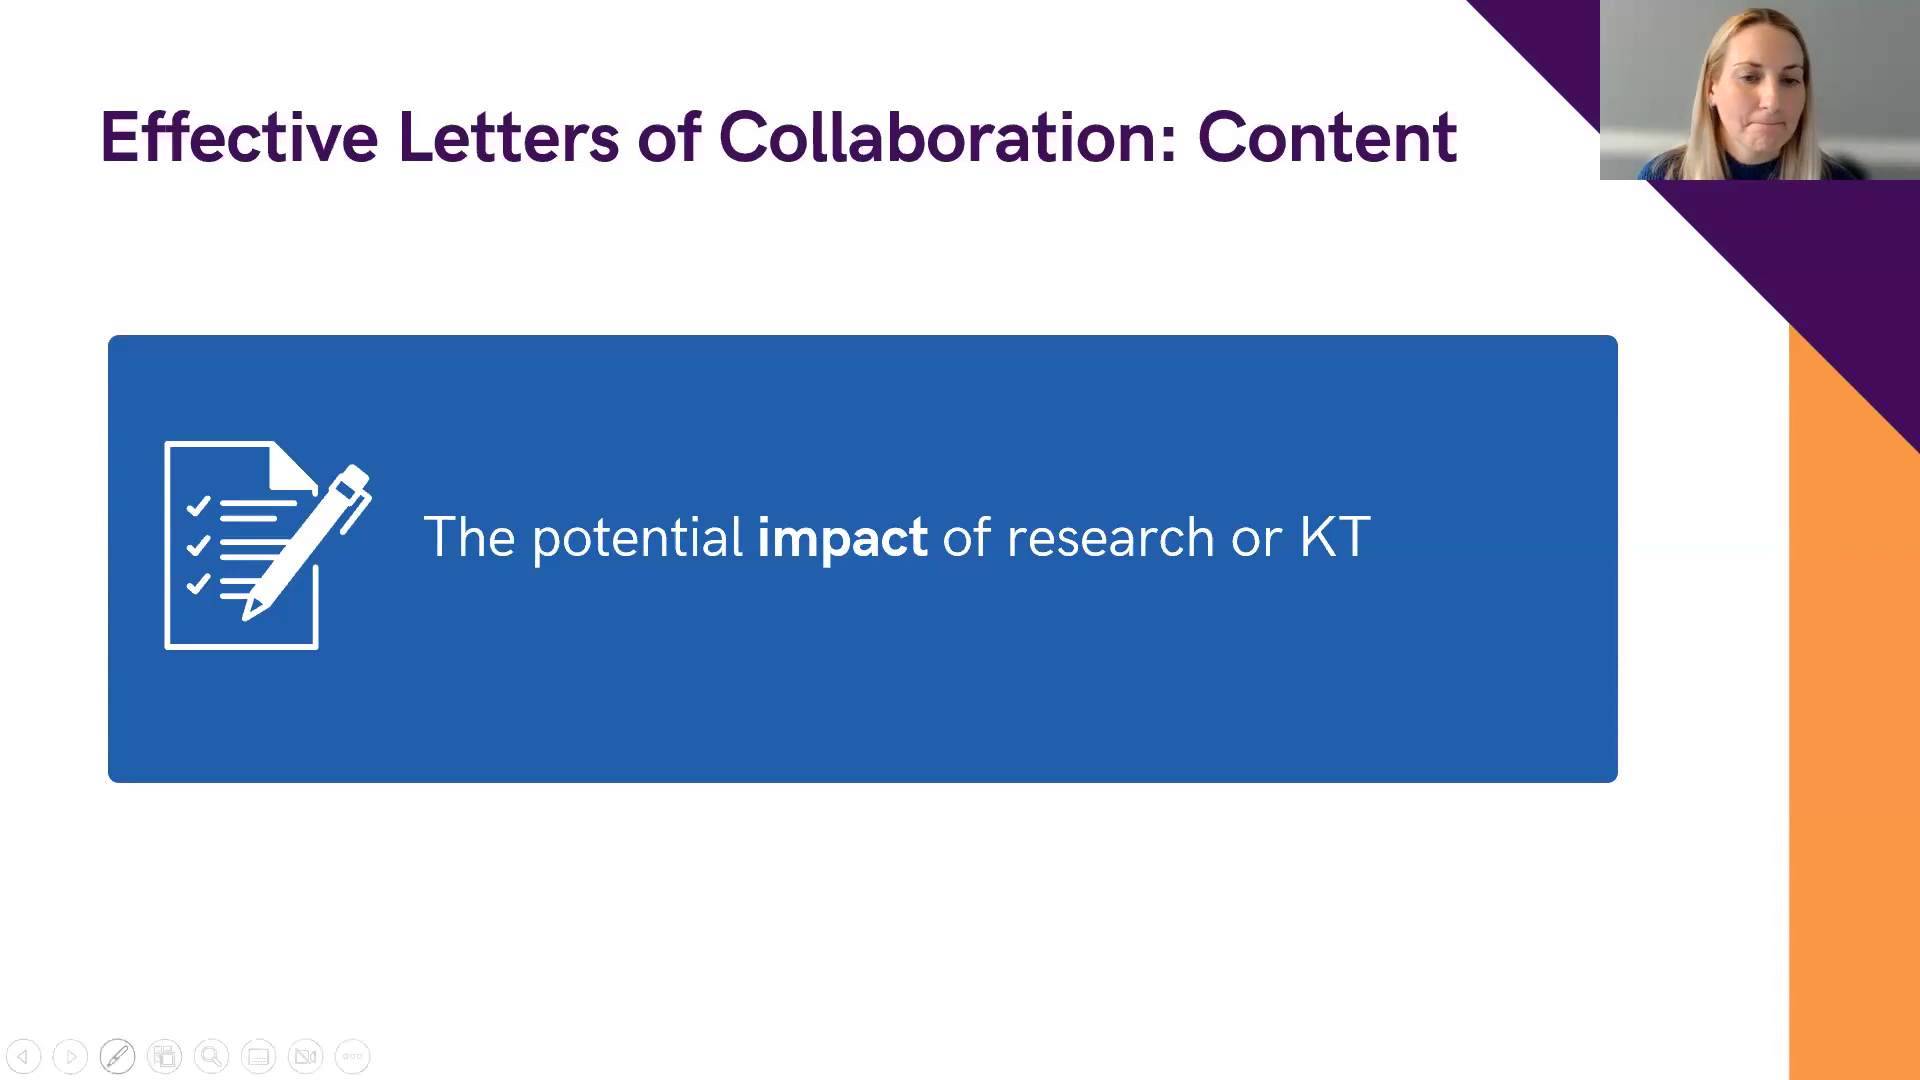 Effective Letters of Collaboration: Content
The potential impact of research or KT